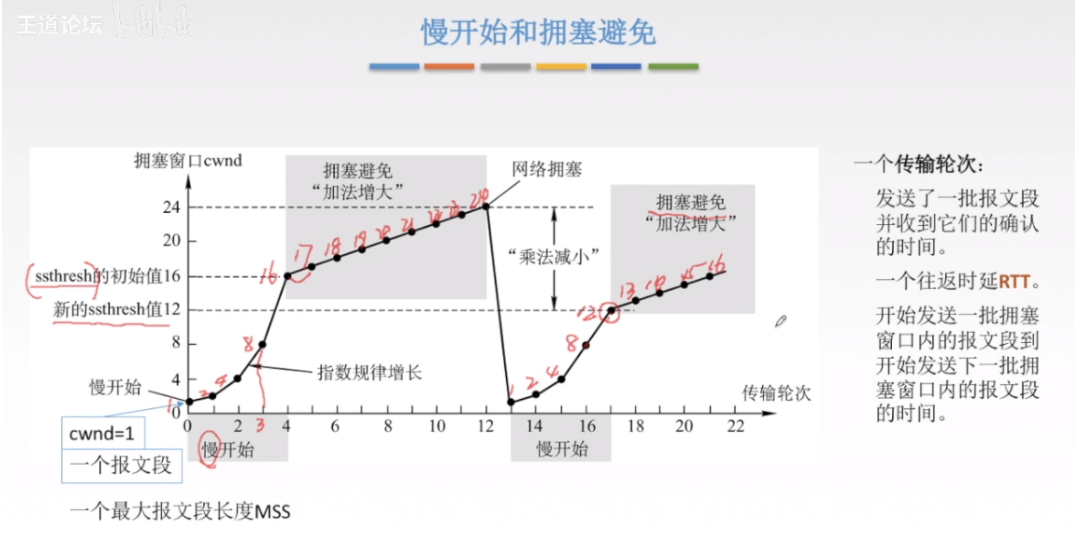 王道论坛
慢开始和拥塞避免
拥塞窗口cwnd
拥塞避免
“加法增大”
网络拥塞
拥塞避免
“加法增大”
“乘法减小”
24
20
ssthresh的初始值16
新的ssthresh值12
8
4
0
慢开始
指数规律增长
传输轮次
0 2 4 6 8 10 12 14 16 18 20 22
慢开始
慢开始
cwnd=1
一个报文段
一个最大报文段长度MSS
1 2 4 8 16 17 18 19 20 21 22 23 24
3
1 2 4 8 12 13 14 15 16
一个传输轮次:
发送了一批报文段
并收到它们的确认
的时间。
一个往返时延RTT。
开始发送一批拥塞
窗口内的报文段到
开始发送下一批拥
塞窗口内的报文段
的时间。